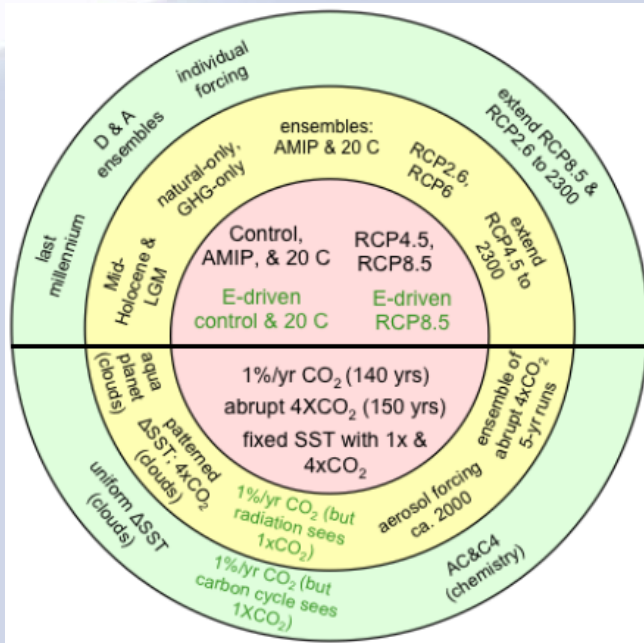 individual
forcing
D & A
ensembles
last
millennium
extend RCP8.5 &
RCP2.6 to 2300
ensembles:
AMIP & 20 C
natural-only,
GHG-only
Mid-
Holocene &
LGM
RCP2.6,
RCP6
extend
RCP4.5 to
2300
Control,
AMIP, & 20 C
RCP4.5,
RCP8.5
E-driven
control & 20 C
E-driven
RCP8.5
1%/yr CO₂ (140 yrs)
abrupt 4XCO₂ (150 yrs)
fixed SST with 1x &
4xCO₂
aqua
planet
(clouds)
patterned
ΔSST; 4xCO₂
(clouds)
1%/yr CO₂ (but
radiation sees
1xCO₂)
aerosol forcing
ca. 2000
ensemble of
abrupt 4xCO₂
5-yr runs
uniform ΔSST
(clouds)
1%/yr CO₂ (but
carbon cycle sees
1XCO₂)
AC&C4
(chemistry)